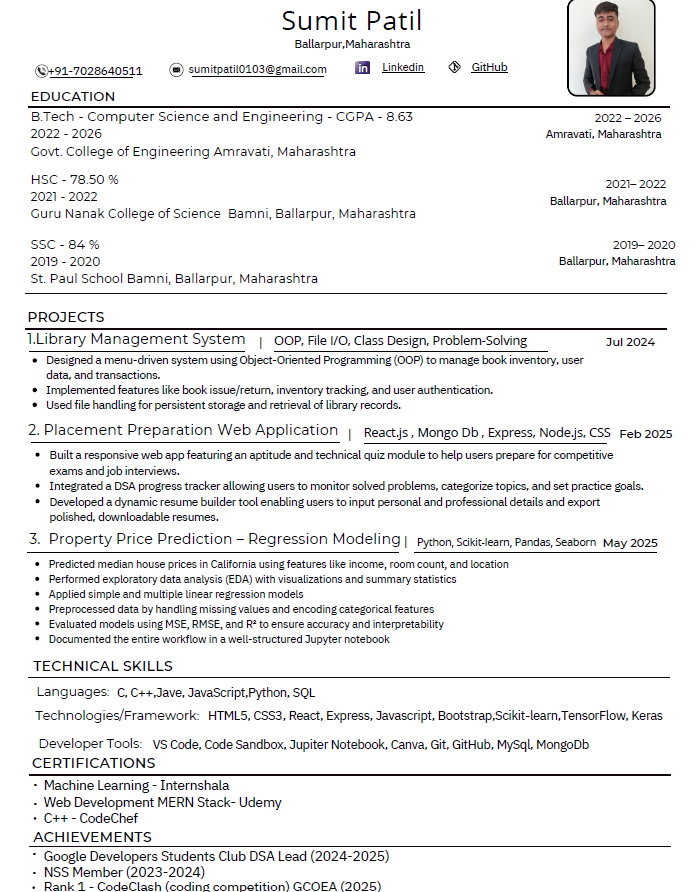 Sumit Patil
Ballarpur,Maharashtra
+91-7028640511 sumitpatil0103@gmail.com Linkedin GitHub
EDUCATION
B.Tech - Computer Science and Engineering - CGPA - 8.63 2022 – 2026
2022 - 2026 Amravati, Maharashtra
Govt. College of Engineering Amravati, Maharashtra
HSC - 78.50 % 2021– 2022
2021 - 2022 Ballarpur, Maharashtra
Guru Nanak College of Science Bamni, Ballarpur, Maharashtra
SSC - 84 % 2019– 2020
2019 - 2020 Ballarpur, Maharashtra
St. Paul School Bamni, Ballarpur, Maharashtra
PROJECTS
1.Library Management System | OOP, File I/O, Class Design, Problem-Solving Jul 2024
• Designed a menu-driven system using Object-Oriented Programming (OOP) to manage book inventory, user
data, and transactions.
• Implemented features like book issue/return, inventory tracking, and user authentication.
• Used file handling for persistent storage and retrieval of library records.
2. Placement Preparation Web Application | React.js , Mongo Db , Express, Node.js, CSS Feb 2025
• Built a responsive web app featuring an aptitude and technical quiz module to help users prepare for competitive
exams and job interviews.
• Integrated a DSA progress tracker allowing users to monitor solved problems, categorize topics, and set practice goals.
• Developed a dynamic resume builder tool enabling users to input personal and professional details and export
polished, downloadable resumes.
3. Property Price Prediction – Regression Modeling | Python, Scikit-learn, Pandas, Seaborn May 2025
• Predicted median house prices in California using features like income, room count, and location
• Performed exploratory data analysis (EDA) with visualizations and summary statistics
• Applied simple and multiple linear regression models
• Preprocessed data by handling missing values and encoding categorical features
• Evaluated models using MSE, RMSE, and R² to ensure accuracy and interpretability
• Documented the entire workflow in a well-structured Jupyter notebook
TECHNICAL SKILLS
Languages: C, C++,Jave, JavaScript,Python, SQL
Technologies/Framework: HTML5, CSS3, React, Express, Javascript, Bootstrap,Scikit-learn,TensorFlow, Keras
Developer Tools: VS Code, Code Sandbox, Jupiter Notebook, Canva, Git, GitHub, MySql, MongoDb
CERTIFICATIONS
• Machine Learning - Internshala
• Web Development MERN Stack- Udemy
• C++ - CodeChef
ACHIEVEMENTS
• Google Developers Students Club DSA Lead (2024-2025)
• NSS Member (2023-2024)
• Rank 1 - CodeClash (coding competition) GCOEA (2025)